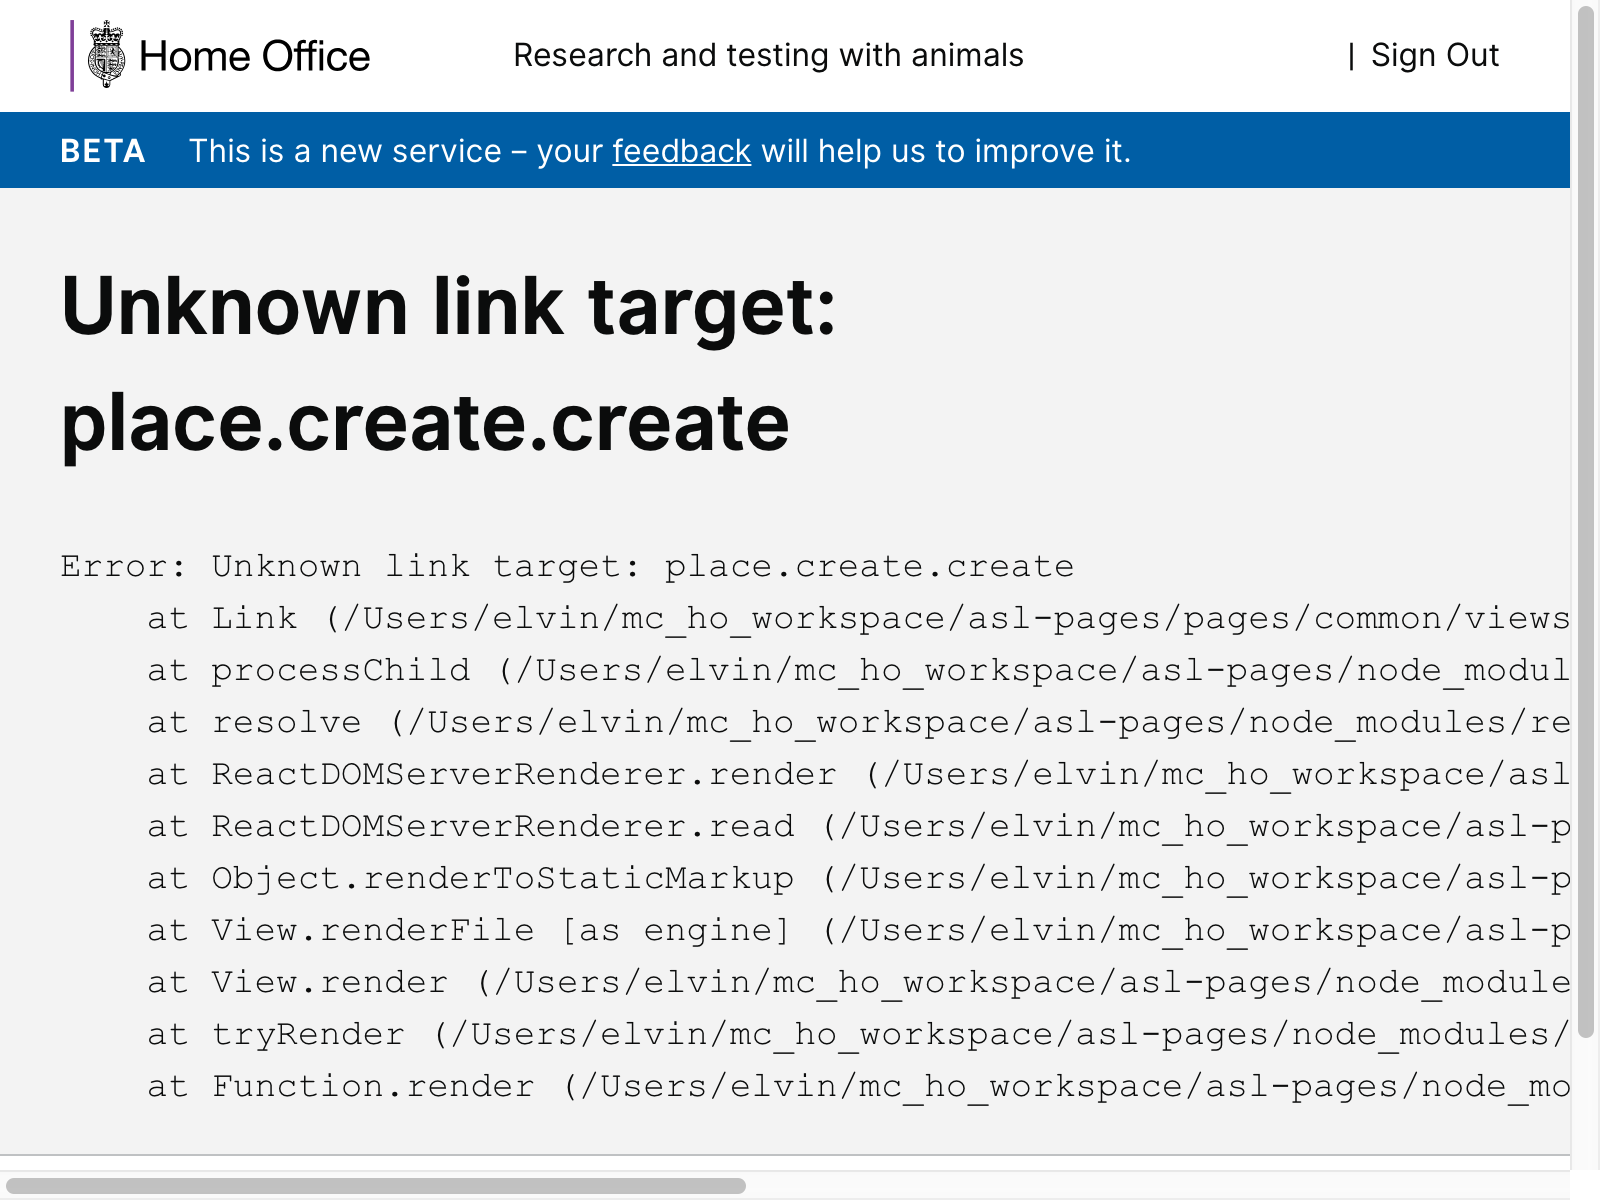 Home Office
Research and testing with animals
| Sign Out
BETA This is a new service – your feedback will help us to improve it.
Unknown link target:
place.create.create
Error: Unknown link target: place.create.create
at Link (/Users/elvin/mc_ho_workspace/asl-pages/pages/common/views
at processChild (/Users/elvin/mc_ho_workspace/asl-pages/node_modul
at resolve (/Users/elvin/mc_ho_workspace/asl-pages/node_modules/re
at ReactDOMServerRenderer.render (/Users/elvin/mc_ho_workspace/asl
at ReactDOMServerRenderer.read (/Users/elvin/mc_ho_workspace/asl-p
at Object.renderToStaticMarkup (/Users/elvin/mc_ho_workspace/asl-p
at View.renderFile [as engine] (/Users/elvin/mc_ho_workspace/asl-p
at View.render (/Users/elvin/mc_ho_workspace/asl-pages/node_module
at tryRender (/Users/elvin/mc_ho_workspace/asl-pages/node_modules/
at Function.render (/Users/elvin/mc_ho_workspace/asl-pages/node_mo